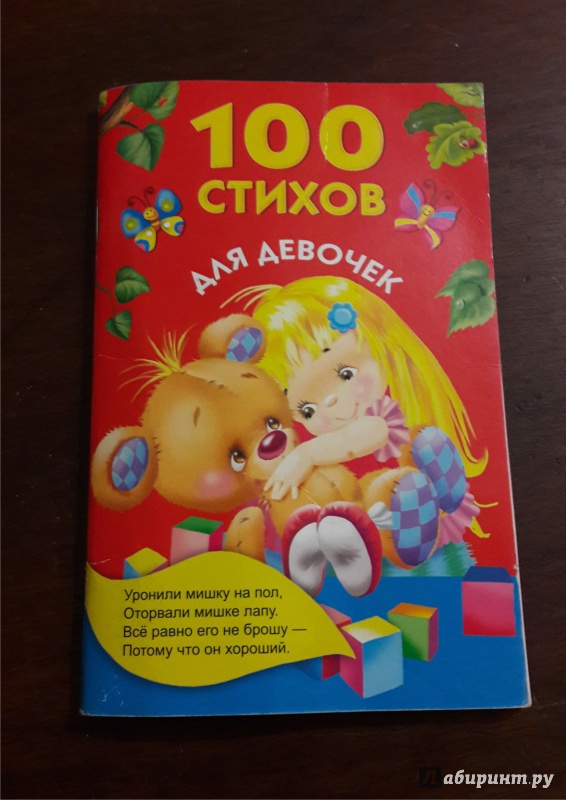 100
СТИХОВ
ДЛЯ ДЕВОЧЕК
Уронили мишку на пол,
Оторвали мишке лапу.
Всё равно его не брошу —
Потому что он хороший.
Лабиринт.ру